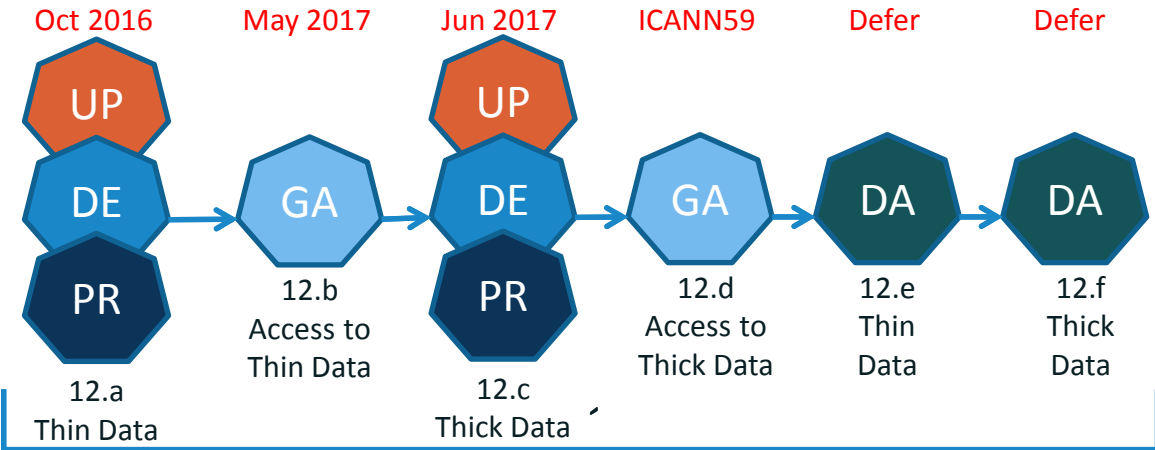 Oct 2016
May 2017
Jun 2017
ICANN59
Defer
Defer
UP
DE
PR
12.a
Thin Data
GA
12.b
Access to
Thin Data
UP
DE
PR
12.c
Thick Data
GA
12.d
Access to
Thick Data
DA
12.e
Thin
Data
DA
12.f
Thick
Data